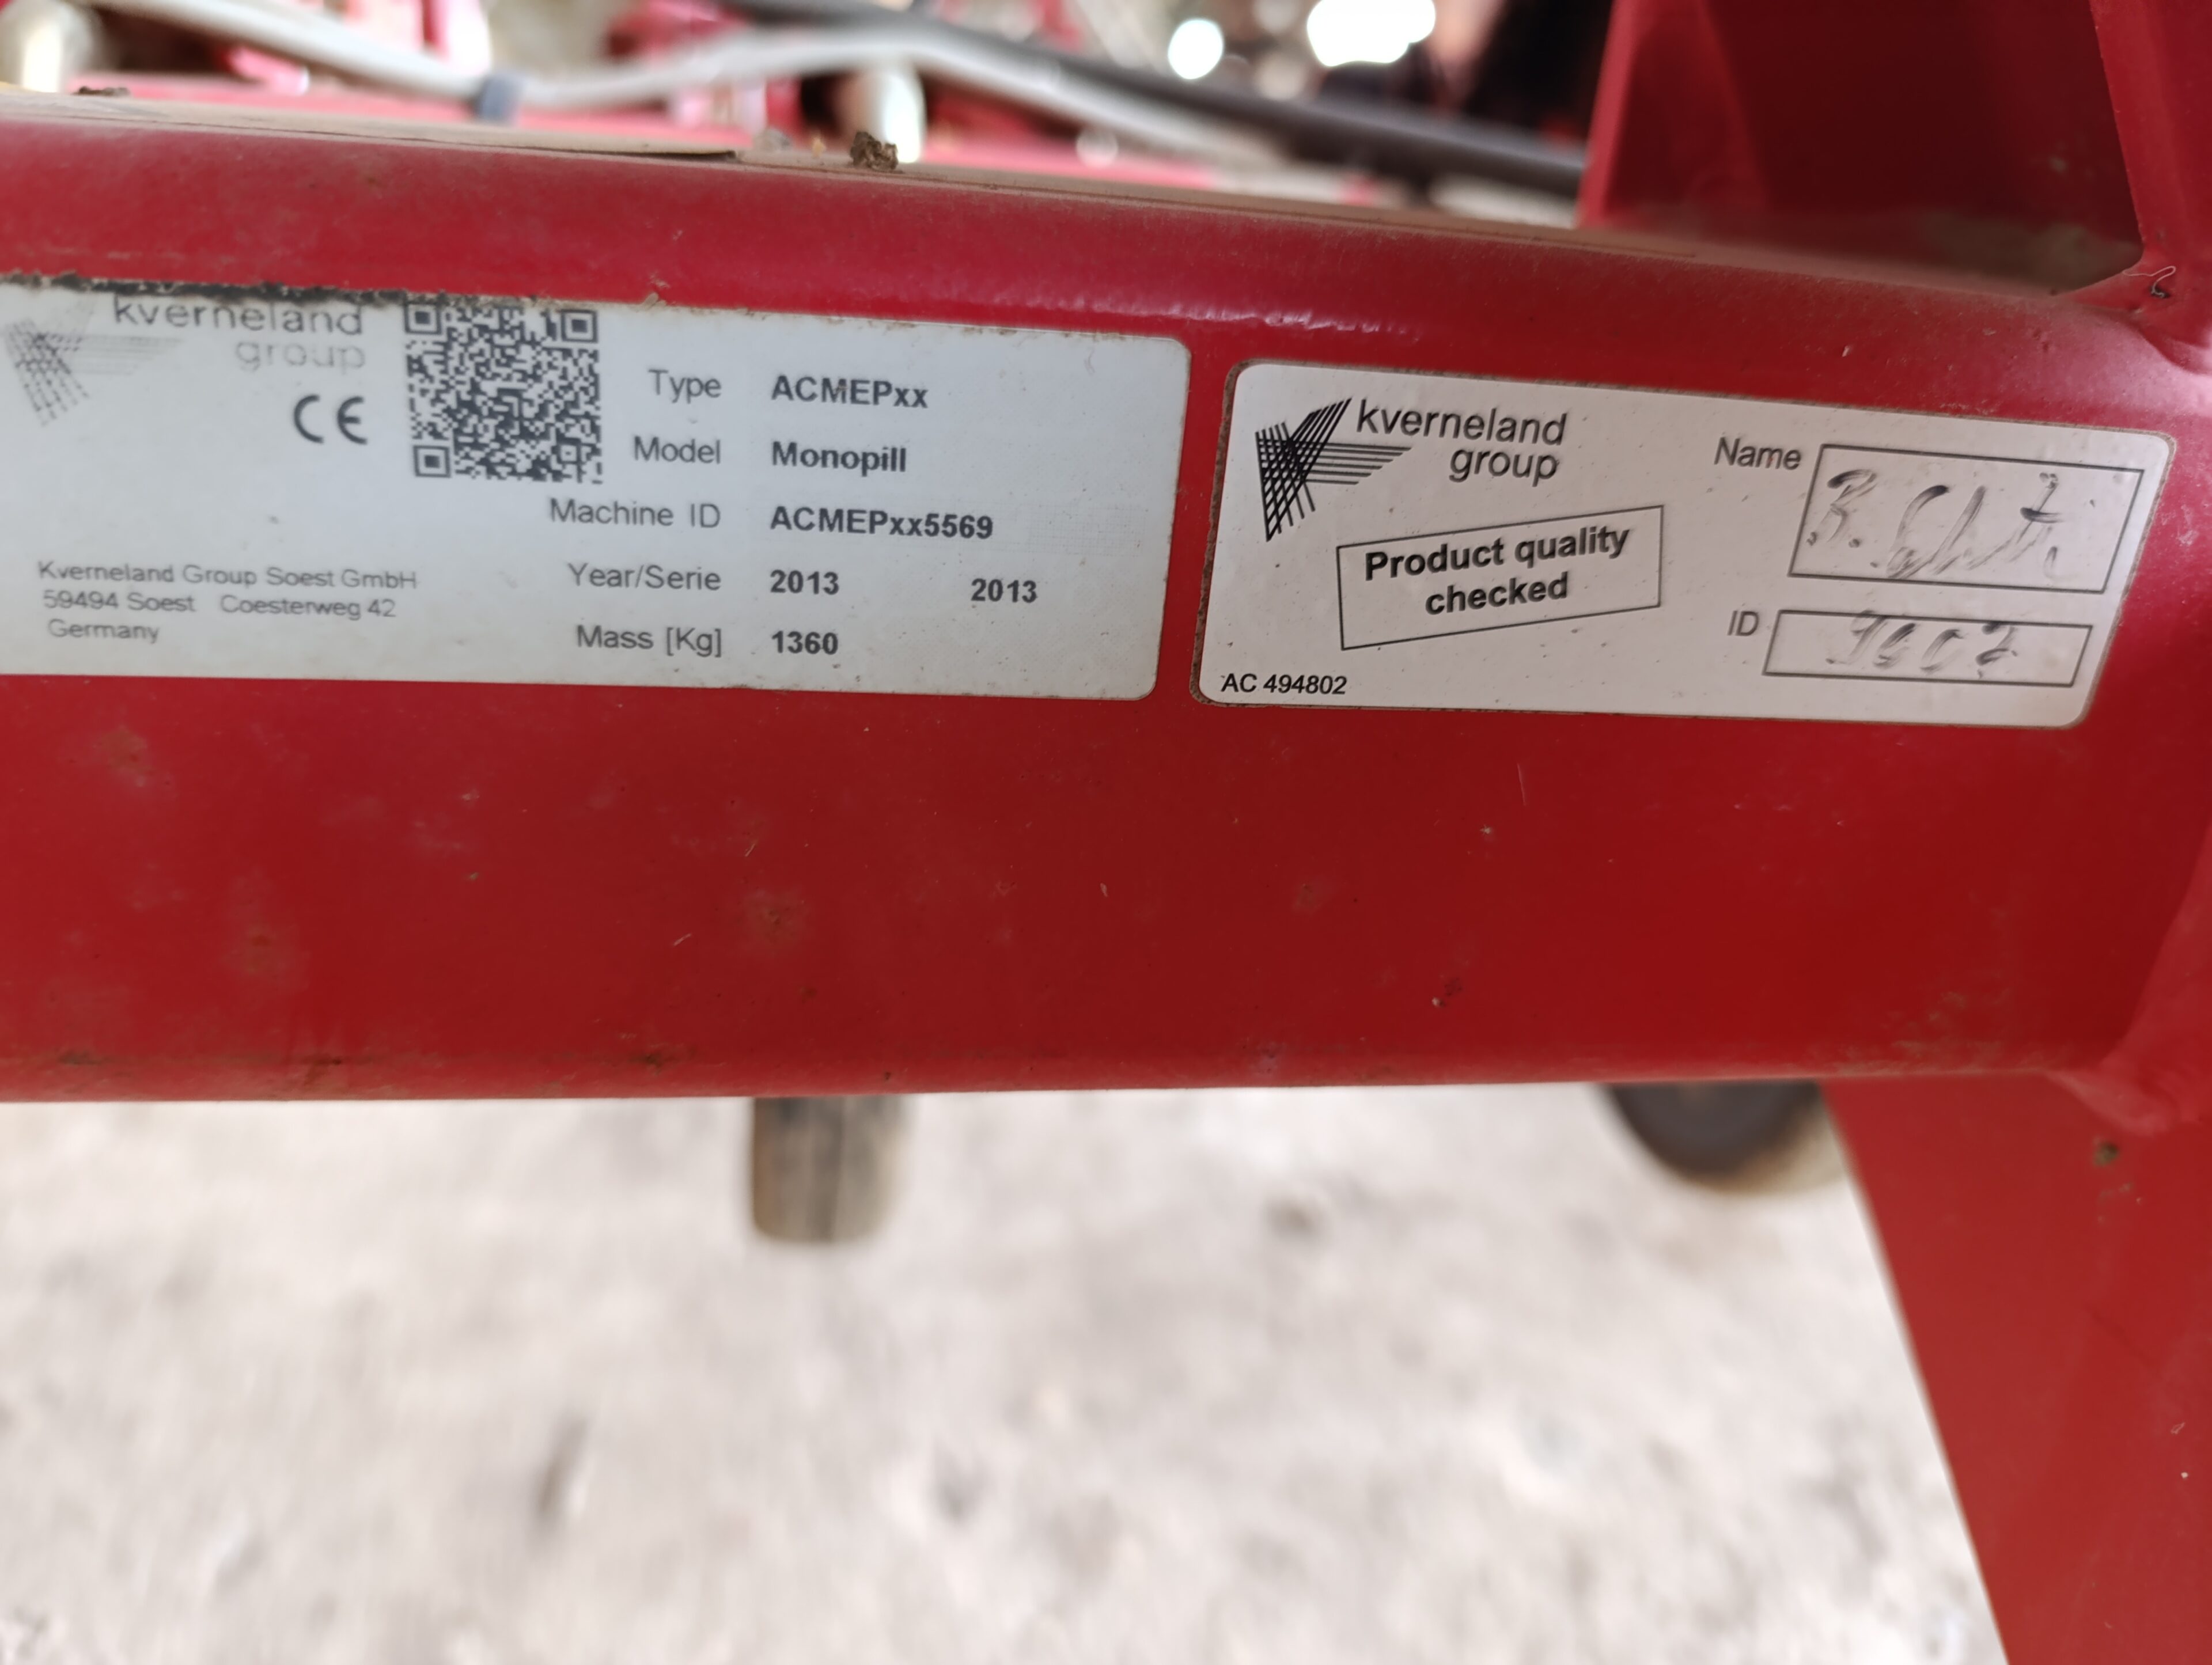 kverneland
group
CE
Type ACMEPxx
Model Monopill
Machine ID ACMEPxx5569
Year/Serie 2013 2013
Mass [Kg] 1360
Kverneland Group Soest GmbH
59494 Soest Coesterweg 42
Germany
kverneland
group
Product quality
checked
AC 494802
Name
ID